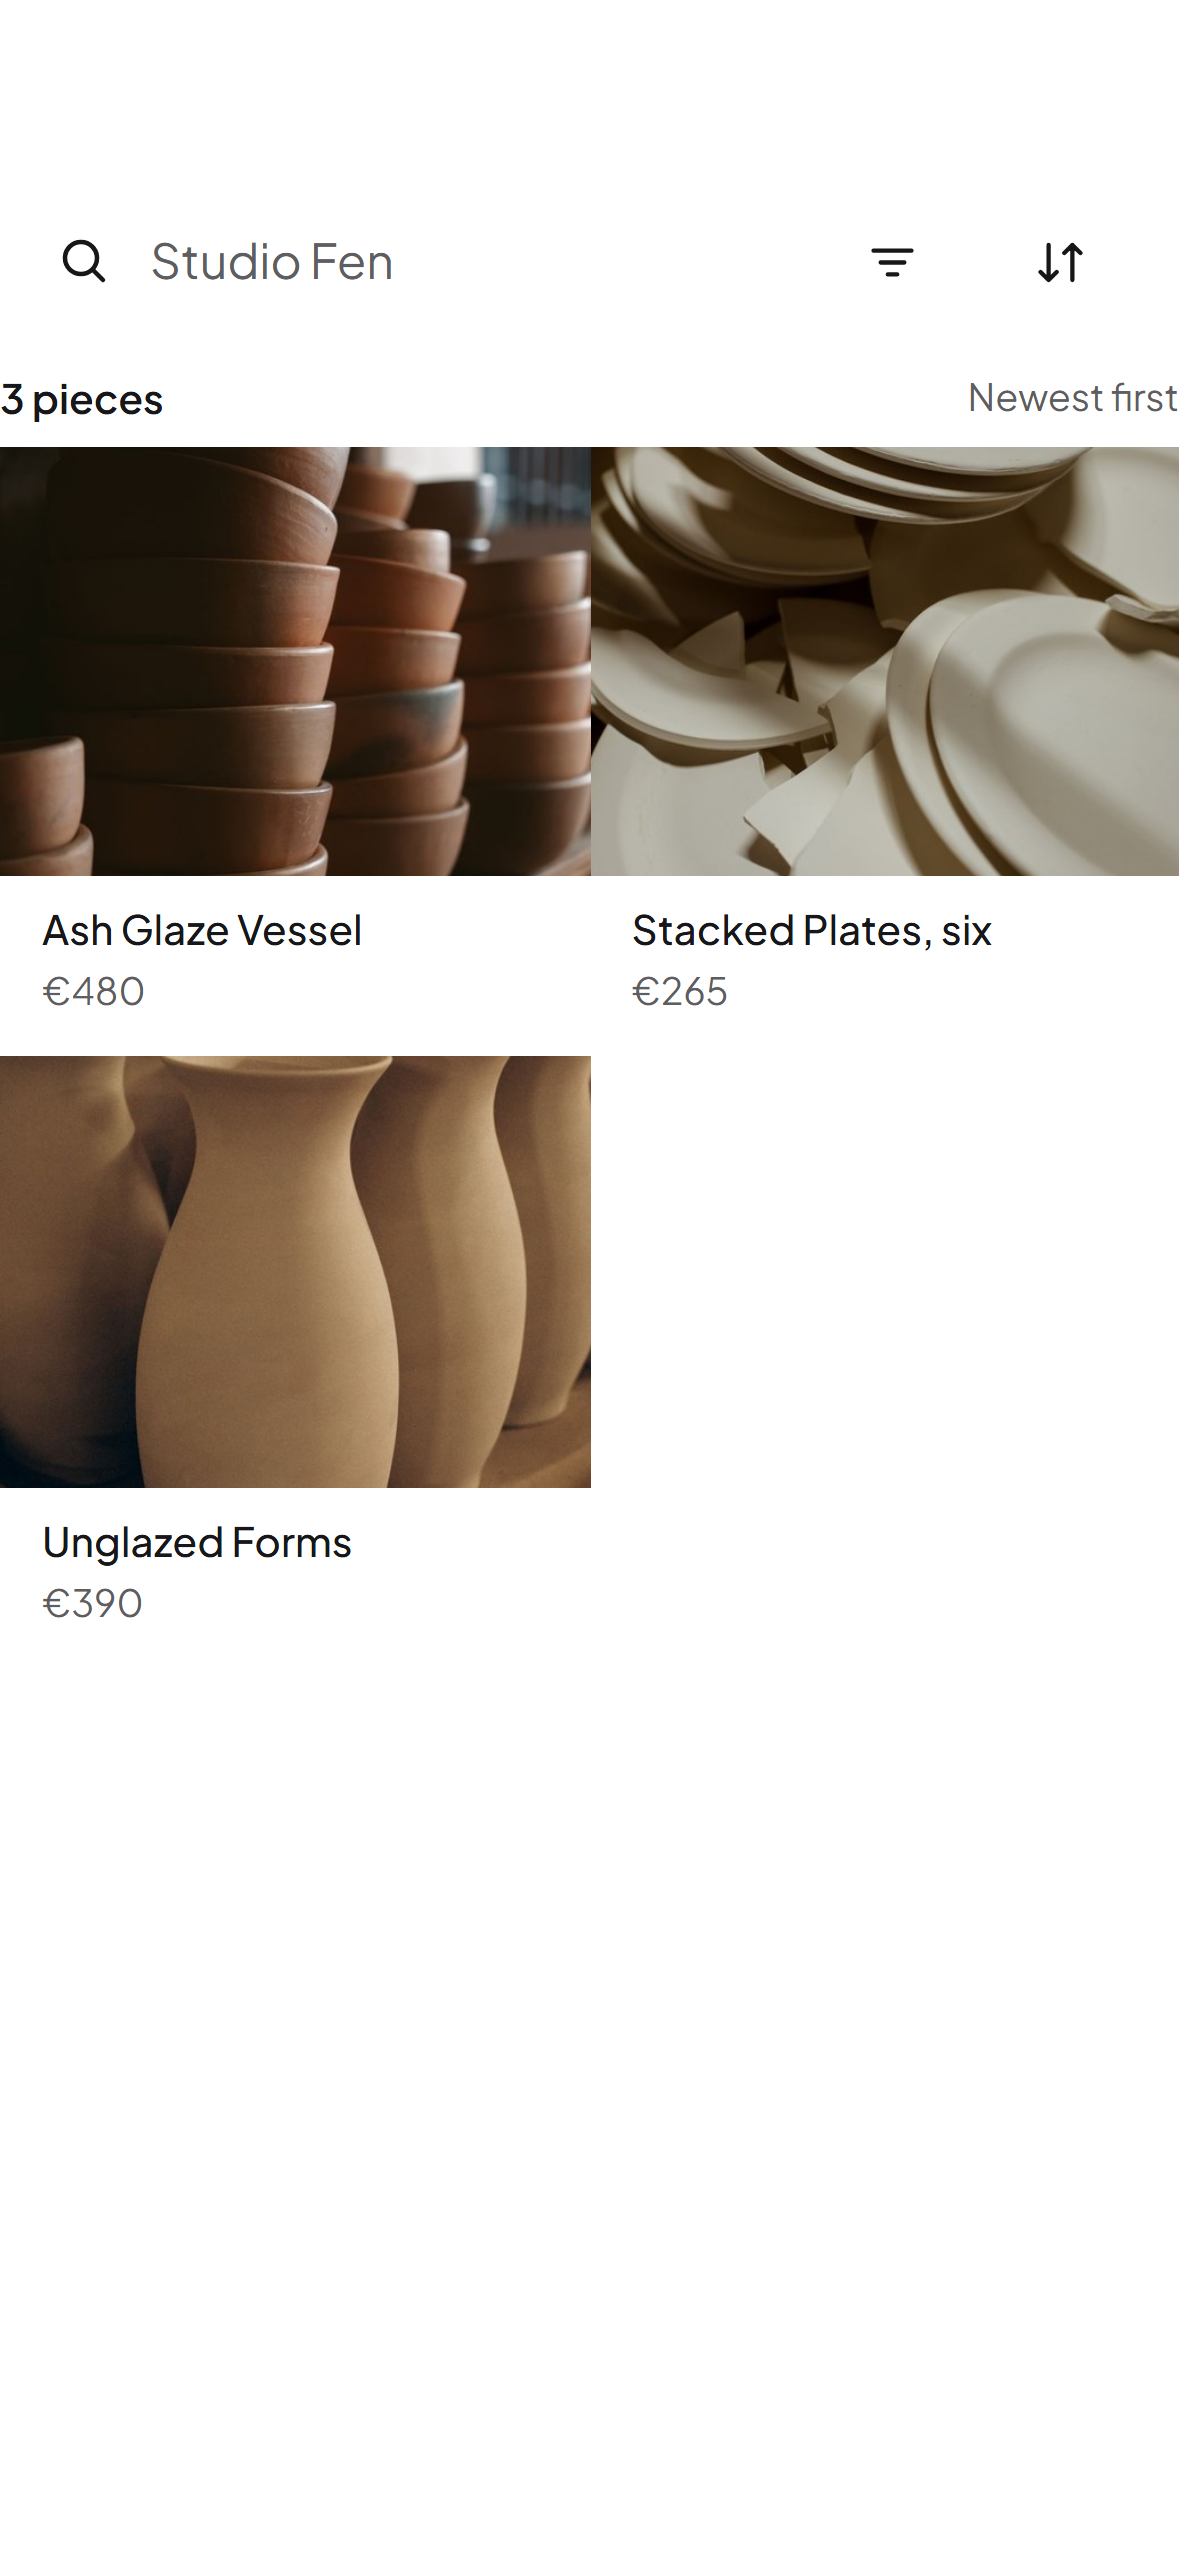 Studio Fen
3 pieces
Newest first
Ash Glaze Vessel
€480
Stacked Plates, six
€265
Unglazed Forms
€390